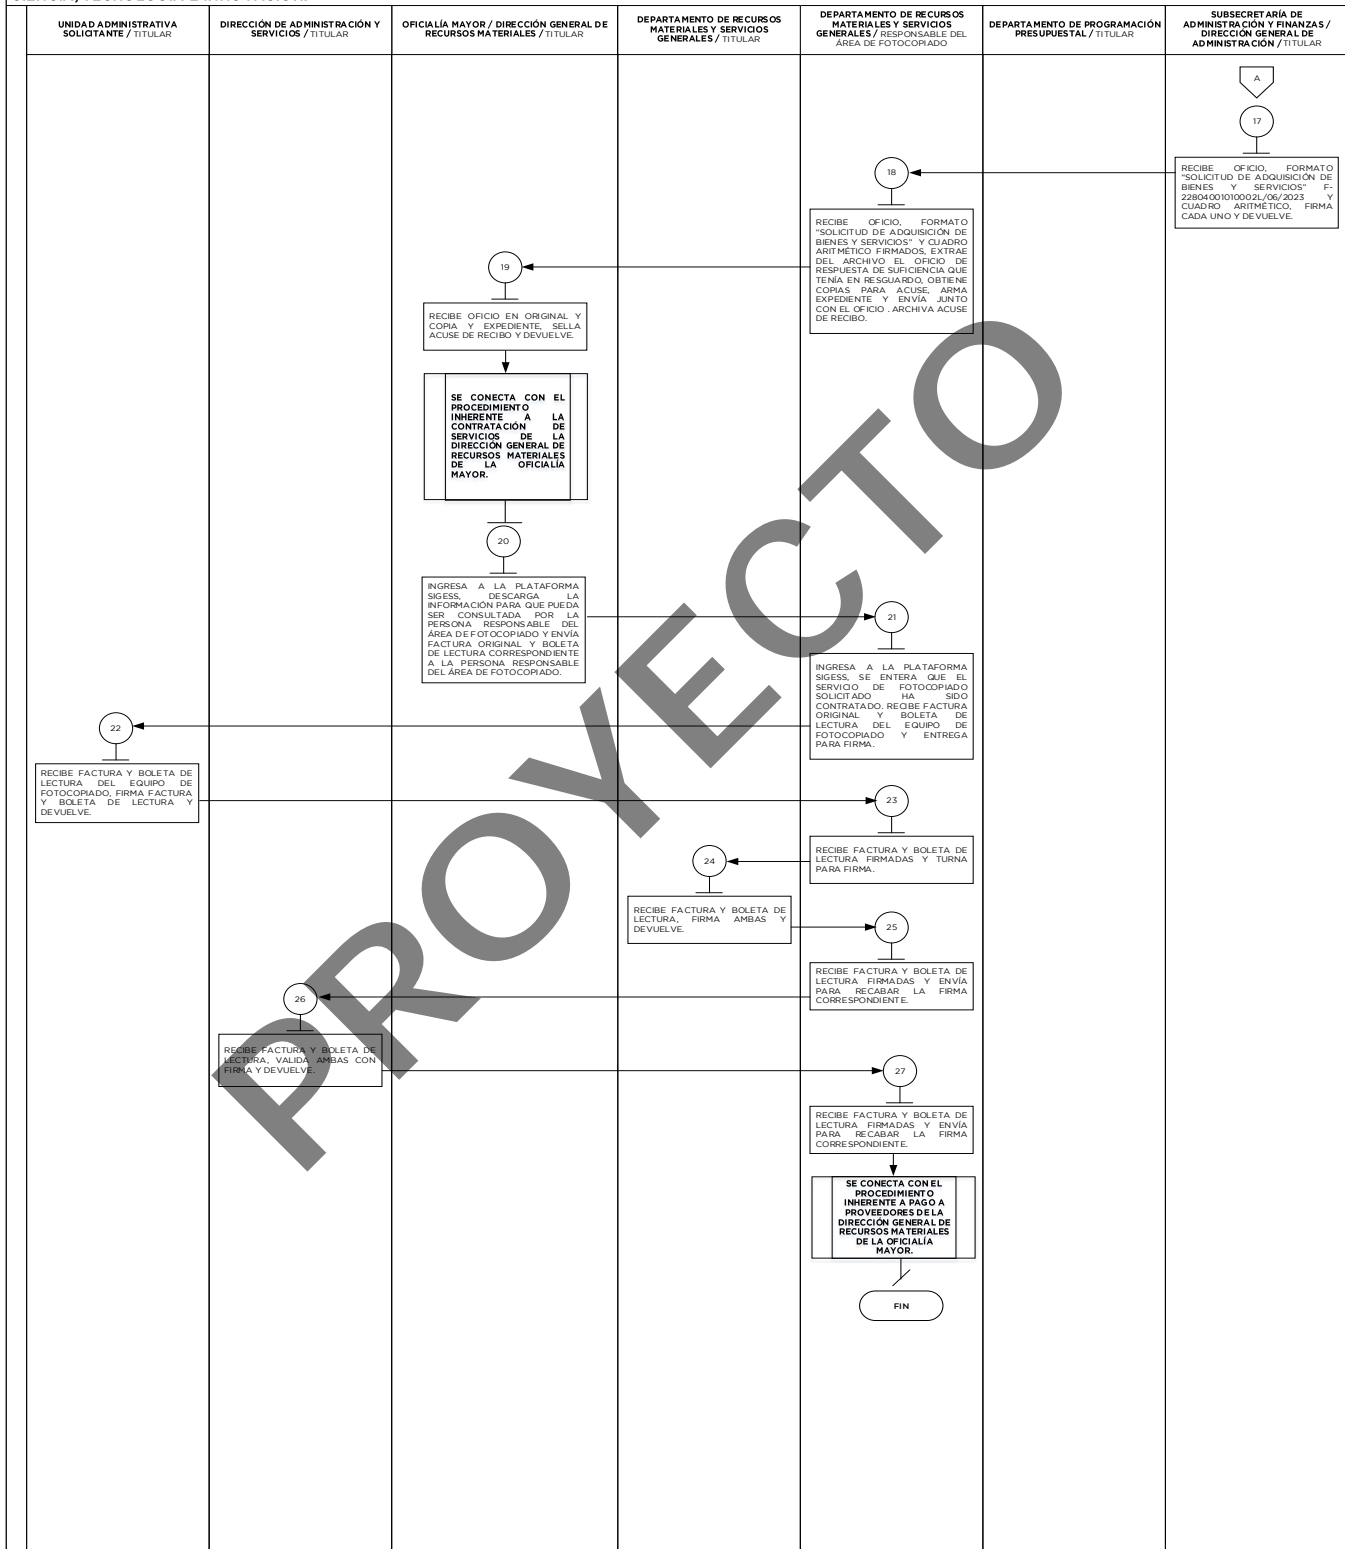 UNIDAD ADMINISTRATIVA
SOLICITANTE / TITULAR
DIRECCIÓN DE ADMINISTRACIÓN Y
SERVICIOS / TITULAR
OFICIALÍA MAYOR / DIRECCIÓN GENERAL DE
RECURSOS MATERIALES / TITULAR
DEPARTAMENTO DE RECURSOS
MATERIALES Y SERVICIOS
GENERALES / TITULAR
DEPARTAMENTO DE RECURSOS
MATERIALES Y SERVICIOS
GENERALES / RESPONSABLE DEL
ÁREA DE FOTOCOPIADO
DEPARTAMENTO DE PROGRAMACIÓN
PRESUPUESTAL / TITULAR
SUBSECRETARÍA DE
ADMINISTRACIÓN Y FINANZAS /
DIRECCIÓN GENERAL DE
ADMINISTRACIÓN / TITULAR
A
17
RECIBE OFICIO, FORMATO
"SOLICITUD DE ADQUISICIÓN DE
BIENES Y SERVICIOS" F-
22804001010002L/06/2023 Y
CUADRO ARITMÉTICO, FIRMA
CADA UNO Y DEVUELVE.
18
RECIBE OFICIO, FORMATO
"SOLICITUD DE ADQUISICIÓN DE
BIENES Y SERVICIOS" Y CUADRO
ARITMÉTICO FIRMADOS, EXTRAE
DEL ARCHIVO EL OFICIO DE
RESPUESTA DE SUFICIENCIA QUE
TENÍA EN RESGUARDO, OBTIENE
COPIAS PARA ACUSE, ARMA
EXPEDIENTE Y ENVÍA JUNTO
CON EL OFICIO . ARCHIVA ACUSE
DE RECIBO.
19
RECIBE OFICIO EN ORIGINAL Y
COPIA Y EXPEDIENTE, SELLA
ACUSE DE RECIBO Y DEVUELVE.
SE CONECTA CON EL
PROCEDIMIENTO
INHERENTE A LA
CONTRATACIÓN DE
SERVICIOS DE LA
DIRECCIÓN GENERAL DE
RECURSOS MATERIALES
DE LA OFICIALÍA
MAYOR.
20
INGRESA A LA PLATAFORMA
SIGESS, DESCARGA LA
INFORMACIÓN PARA QUE PUEDA
SER CONSULTADA POR LA
PERSONA RESPONSABLE DEL
ÁREA DE FOTOCOPIADO Y ENVÍA
FACTURA ORIGINAL Y BOLETA
DE LECTURA CORRESPONDIENTE
A LA PERSONA RESPONSABLE
DEL ÁREA DE FOTOCOPIADO.
21
INGRESA A LA PLATAFORMA
SIGESS, SE ENTERA QUE EL
SERVICIO DE FOTOCOPIADO
SOLICITADO HA SIDO
CONTRATADO. RECIBE FACTURA
ORIGINAL Y BOLETA DE
LECTURA DEL EQUIPO DE
FOTOCOPIADO Y ENTREGA
PARA FIRMA.
22
RECIBE FACTURA Y BOLETA DE
LECTURA DEL EQUIPO DE
FOTOCOPIADO, FIRMA FACTURA
Y BOLETA DE LECTURA Y
DEVUELVE.
23
RECIBE FACTURA Y BOLETA DE
LECTURA FIRMADAS Y TURNA
PARA FIRMA.
24
RECIBE FACTURA Y BOLETA DE
LECTURA, FIRMA AMBAS Y
DEVUELVE.
25
RECIBE FACTURA Y BOLETA DE
LECTURA FIRMADAS Y ENVÍA
PARA RECABAR LA FIRMA
CORRESPONDIENTE.
26
RECIBE FACTURA Y BOLETA DE
LECTURA, VALIDA AMBAS CON
FIRMA Y DEVUELVE.
27
RECIBE FACTURA Y BOLETA DE
LECTURA FIRMADAS Y ENVÍA
PARA RECABAR LA FIRMA
CORRESPONDIENTE.
SE CONECTA CON EL
PROCEDIMIENTO
INHERENTE A PAGO A
PROVEEDORES DE LA
DIRECCIÓN GENERAL DE
RECURSOS MATERIALES
DE LA OFICIALÍA
MAYOR.
FIN
PROYECTO